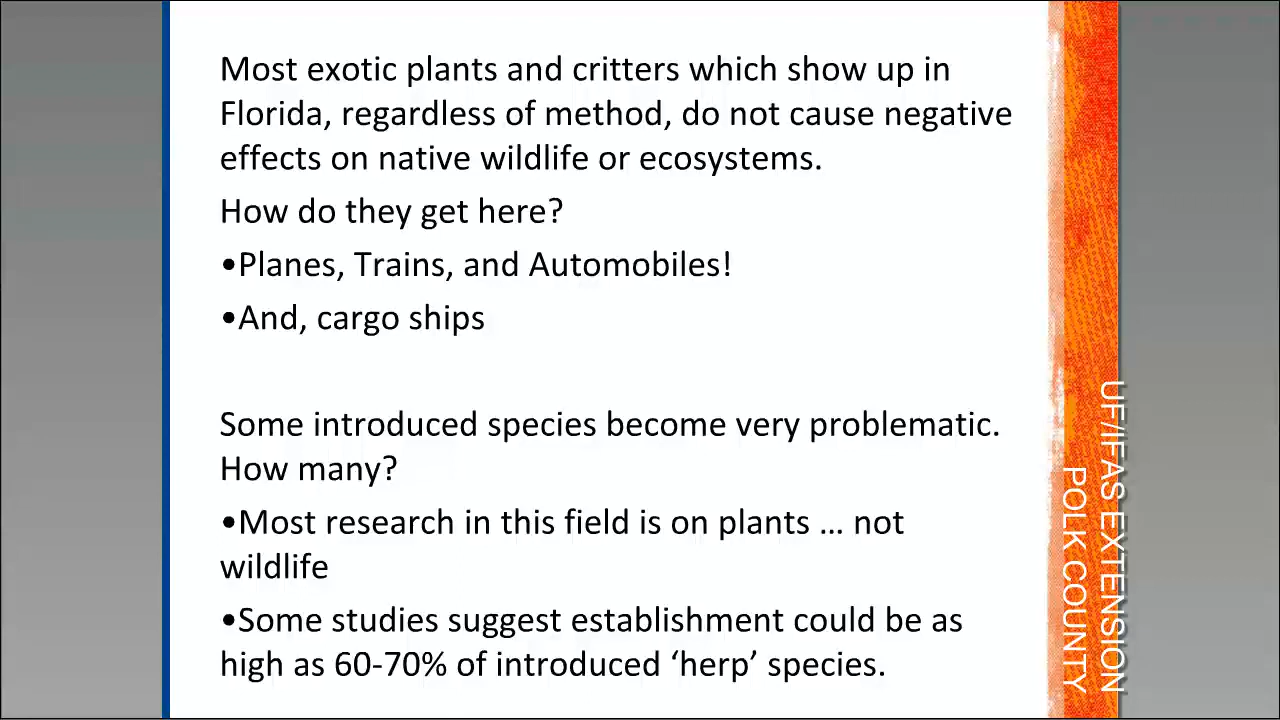 Most exotic plants and critters which show up in
Florida, regardless of method, do not cause negative
effects on native wildlife or ecosystems.
How do they get here?
•Planes, Trains, and Automobiles!
•And, cargo ships
Some introduced species become very problematic.
How many?
•Most research in this field is on plants … not
wildlife
•Some studies suggest establishment could be as
high as 60-70% of introduced ‘herp’ species.
UF/IFAS EXTENSION
POLK COUNTY